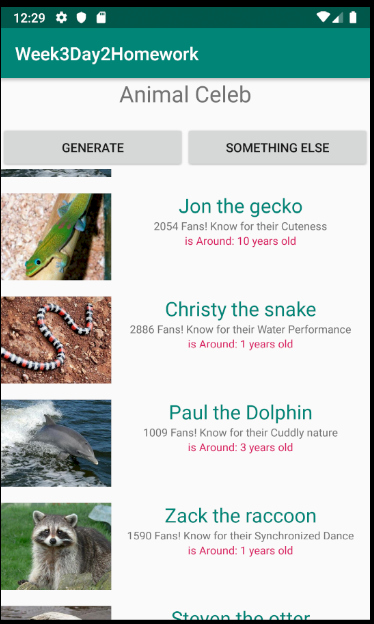 12:29
Week3Day2Homework
Animal Celeb
GENERATE
SOMETHING ELSE
Jon the gecko
2054 Fans! Know for their Cuteness
is Around: 10 years old
Christy the snake
2886 Fans! Know for their Water Performance
is Around: 1 years old
Paul the Dolphin
1009 Fans! Know for their Cuddly nature
is Around: 3 years old
Zack the raccoon
1590 Fans! Know for their Synchronized Dance
is Around: 1 years old
Steven the otter